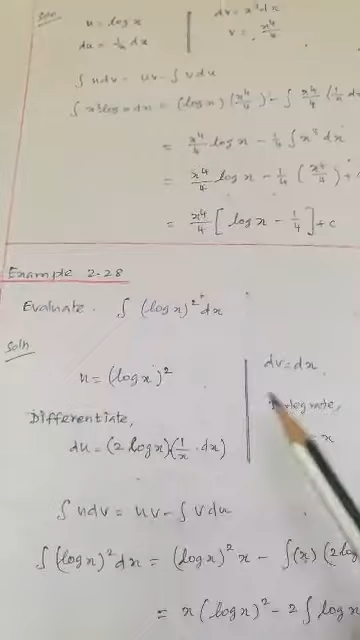 Soln
u = log x
dv = x³ dx
du = 1/x dx
v = x⁴/4
∫ u dv = uv - ∫ v du
∫ x³ log x dx = (log x) (x⁴/4) - ∫ x⁴/4 (1/x d
= x⁴/4 log x - 1/4 ∫ x³ dx
= x⁴/4 log x - 1/4 (x⁴/4) + c
= x⁴/4 [ log x - 1/4 ] + c
Example 2.28
Evaluate ∫ (log x)² dx
Soln
u = (log x)²
dv = dx
Differentiate,
du = (2 log x) (1/x . dx)
= x
∫ u dv = uv - ∫ v du
∫ (log x)² dx = (log x)² x - ∫ (x) (2 log
= x (log x)² - 2 ∫ log x